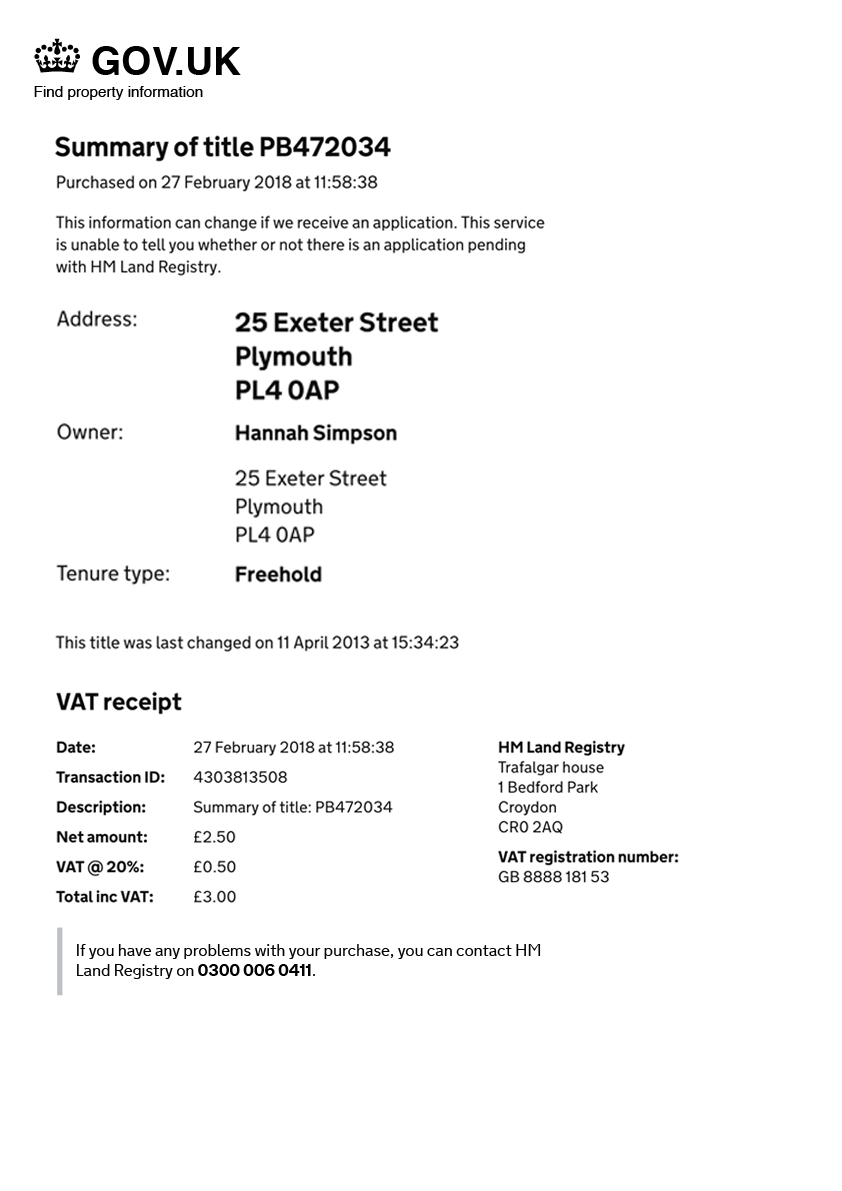 GOV.UK
Find property information
Summary of title PB472034
Purchased on 27 February 2018 at 11:58:38
This information can change if we receive an application. This service
is unable to tell you whether or not there is an application pending
with HM Land Registry.
Address:
25 Exeter Street
Plymouth
PL4 0AP
Owner:
Hannah Simpson
25 Exeter Street
Plymouth
PL4 0AP
Tenure type:
Freehold
This title was last changed on 11 April 2013 at 15:34:23
VAT receipt
Date:
27 February 2018 at 11:58:38
Transaction ID:
4303813508
Description:
Summary of title: PB472034
Net amount:
£2.50
VAT @ 20%:
£0.50
Total inc VAT:
£3.00
HM Land Registry
Trafalgar house
1 Bedford Park
Croydon
CR0 2AQ
VAT registration number:
GB 8888 181 53
If you have any problems with your purchase, you can contact HM
Land Registry on 0300 006 0411.